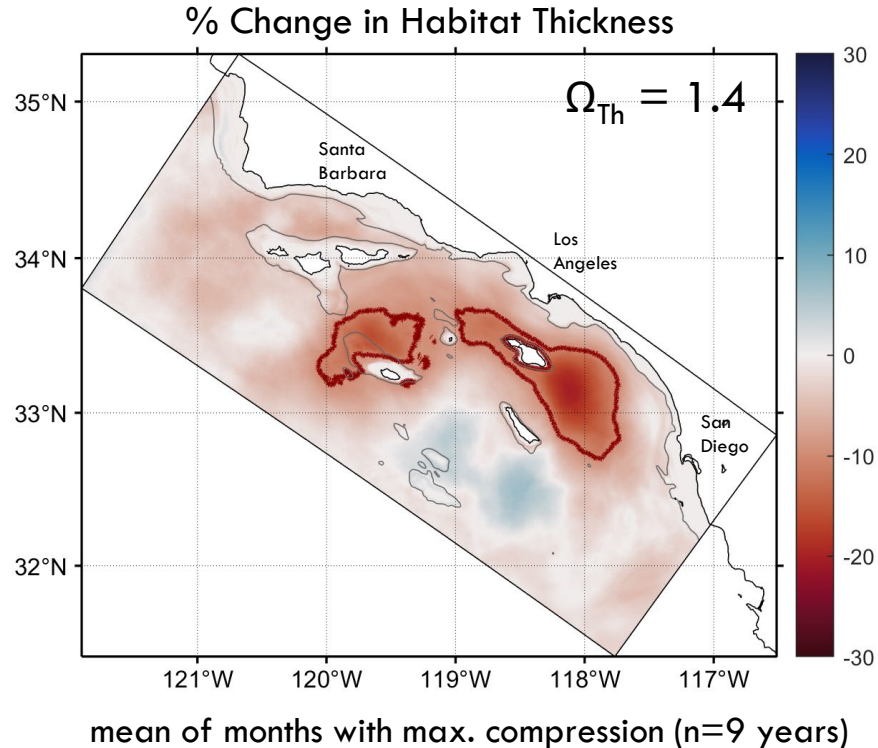 % Change in Habitat Thickness
Ω_Th = 1.4
35°N
34°N
33°N
32°N
Santa
Barbara
Los
Angeles
San
Diego
121°W
120°W
119°W
118°W
117°W
30
20
10
0
-10
-20
-30
mean of months with max. compression (n=9 years)